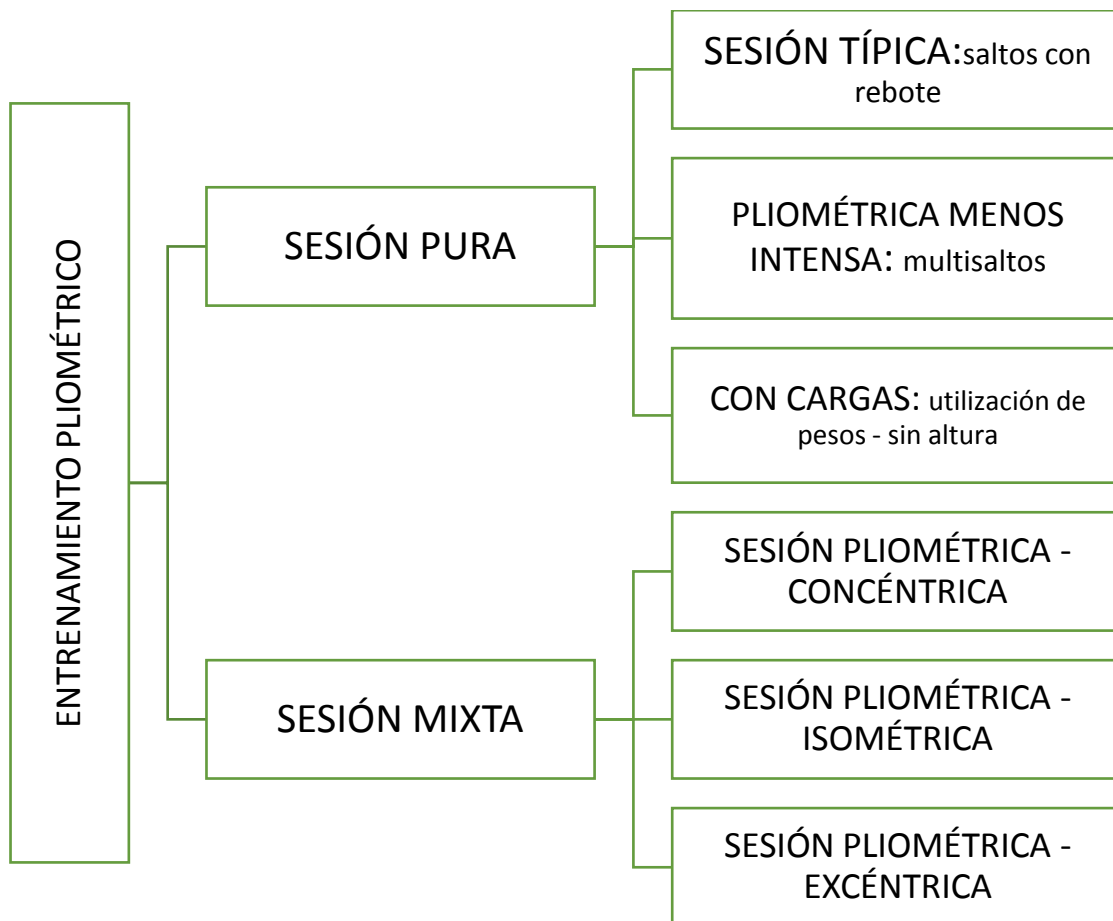 ENTRENAMIENTO PLIOMÉTRICO
SESIÓN PURA
SESIÓN TÍPICA:saltos con
rebote
PLIOMÉTRICA MENOS
INTENSA: multisaltos
CON CARGAS: utilización de
pesos - sin altura
SESIÓN MIXTA
SESIÓN PLIOMÉTRICA -
CONCÉNTRICA
SESIÓN PLIOMÉTRICA -
ISOMÉTRICA
SESIÓN PLIOMÉTRICA -
EXCÉNTRICA